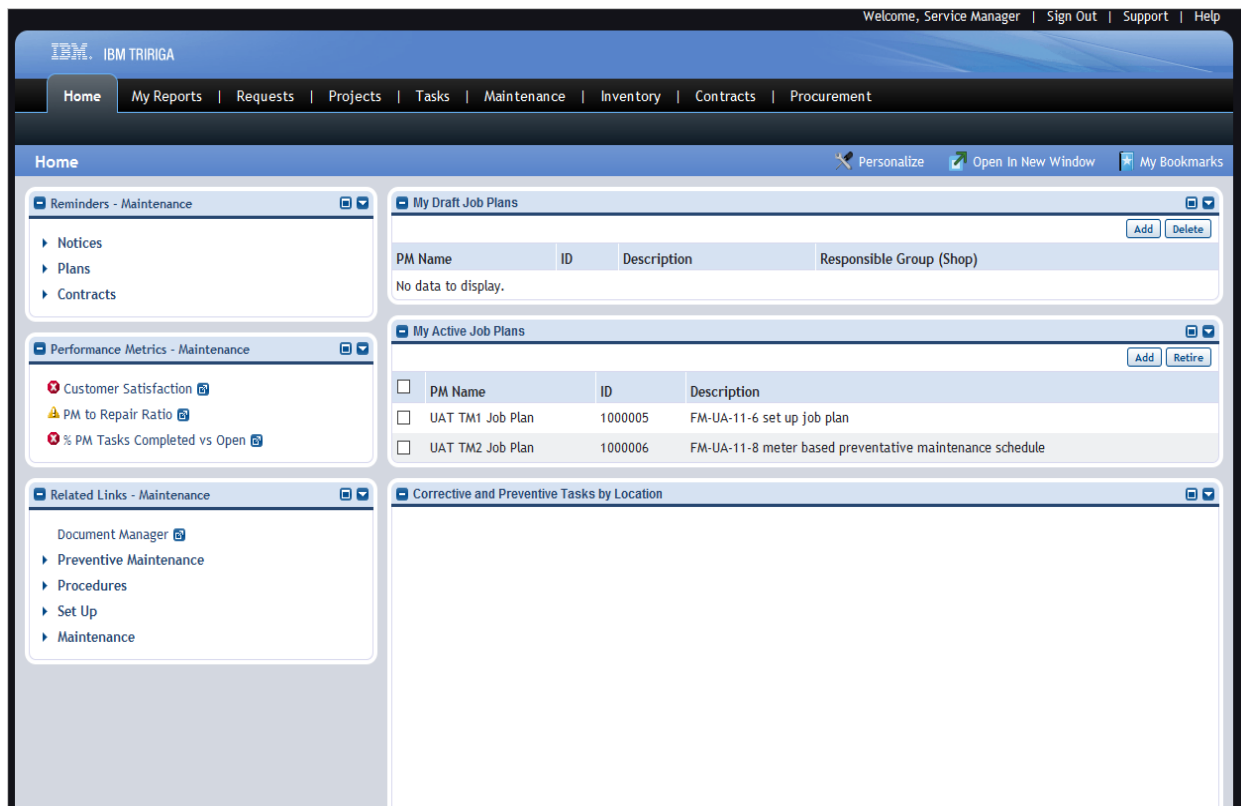 Welcome, Service Manager | Sign Out | Support | Help
IBM. IBM TRIRIGA
Home My Reports | Requests | Projects | Tasks | Maintenance | Inventory | Contracts | Procurement
Home Personalize Open In New Window My Bookmarks
Reminders - Maintenance
Notices
Plans
Contracts
Performance Metrics - Maintenance
Customer Satisfaction
PM to Repair Ratio
% PM Tasks Completed vs Open
Related Links - Maintenance
Document Manager
Preventive Maintenance
Procedures
Set Up
Maintenance
My Draft Job Plans
Add Delete
PM Name ID Description Responsible Group (Shop)
No data to display.
My Active Job Plans
Add Retire
PM Name ID Description
UAT TM1 Job Plan 1000005 FM-UA-11-6 set up job plan
UAT TM2 Job Plan 1000006 FM-UA-11-8 meter based preventative maintenance schedule
Corrective and Preventive Tasks by Location